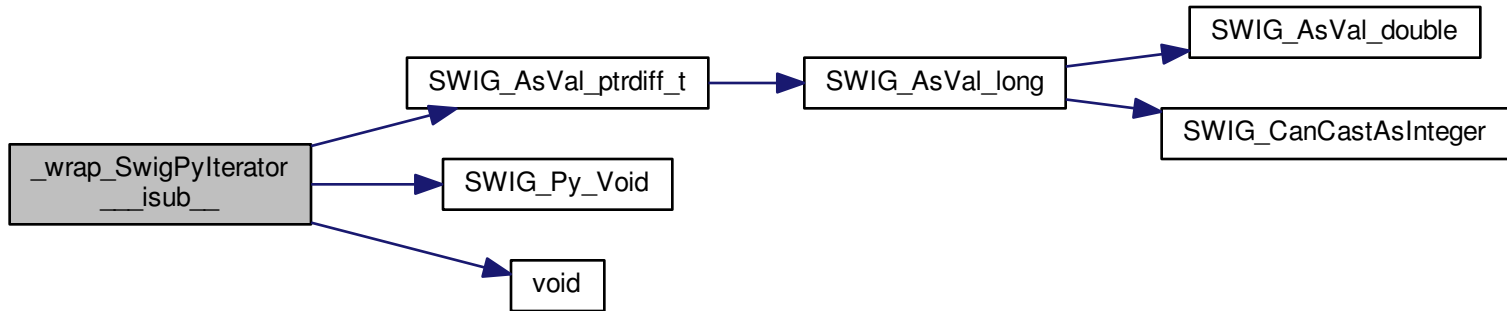 SWIG_AsVal_double
SWIG_AsVal_ptrdiff_t
SWIG_AsVal_long
SWIG_CanCastAsInteger
_wrap_SwigPyIterator
___isub__
SWIG_Py_Void
void